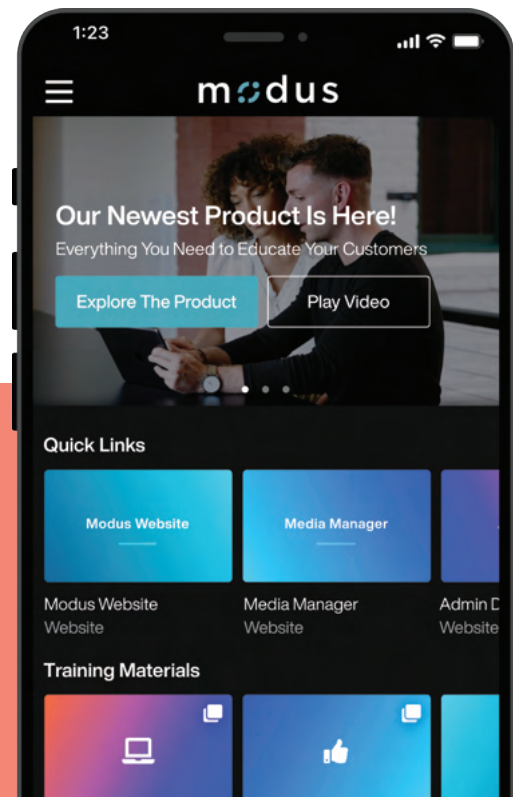 1:23
modus
Our Newest Product Is Here!
Everything You Need to Educate Your Customers
Explore The Product
Play Video
Quick Links
Modus Website
Media Manager
Modus Website
Media Manager
Admin D
Website
Website
Website
Training Materials